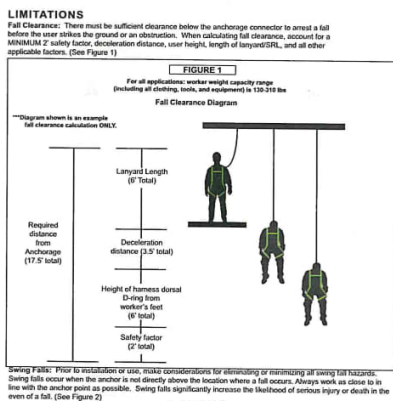 LIMITATIONS
Fall Clearance: There must be sufficient clearance below the anchorage connector to arrest a fall
before the user strikes the ground or an obstruction. When calculating fall clearance, account for a
MINIMUM 2' safety factor, deceleration distance, user height, length of lanyard/SRL, and all other
applicable factors. (See Figure 1)
FIGURE 1
For all applications: worker weight capacity range
(including all clothing, tools, and equipment) is 130-310 lbs
Fall Clearance Diagram
***Diagram shown is an example
fall clearance calculation ONLY.
Lanyard Length
(6' Total)
Required
distance
from
Anchorage
(17.5' total)
Deceleration
distance (3.5' total)
Height of harness dorsal
D-ring from
worker's feet
(6' total)
Safety factor
(2' total)
Swing Falls: Prior to installation or use, make considerations for eliminating or minimizing all swing fall hazards.
Swing falls occur when the anchor is not directly above the location where a fall occurs. Always work as close to in
line with the anchor point as possible. Swing falls significantly increase the likelihood of serious injury or death in the
even of a fall. (See Figure 2)